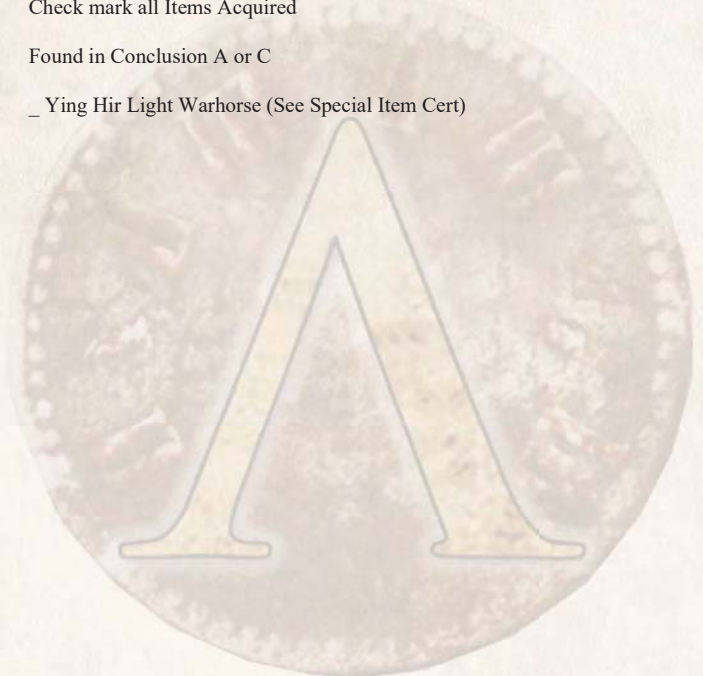 Check mark all Items Acquired
Found in Conclusion A or C
_ Ying Hir Light Warhorse (See Special Item Cert)